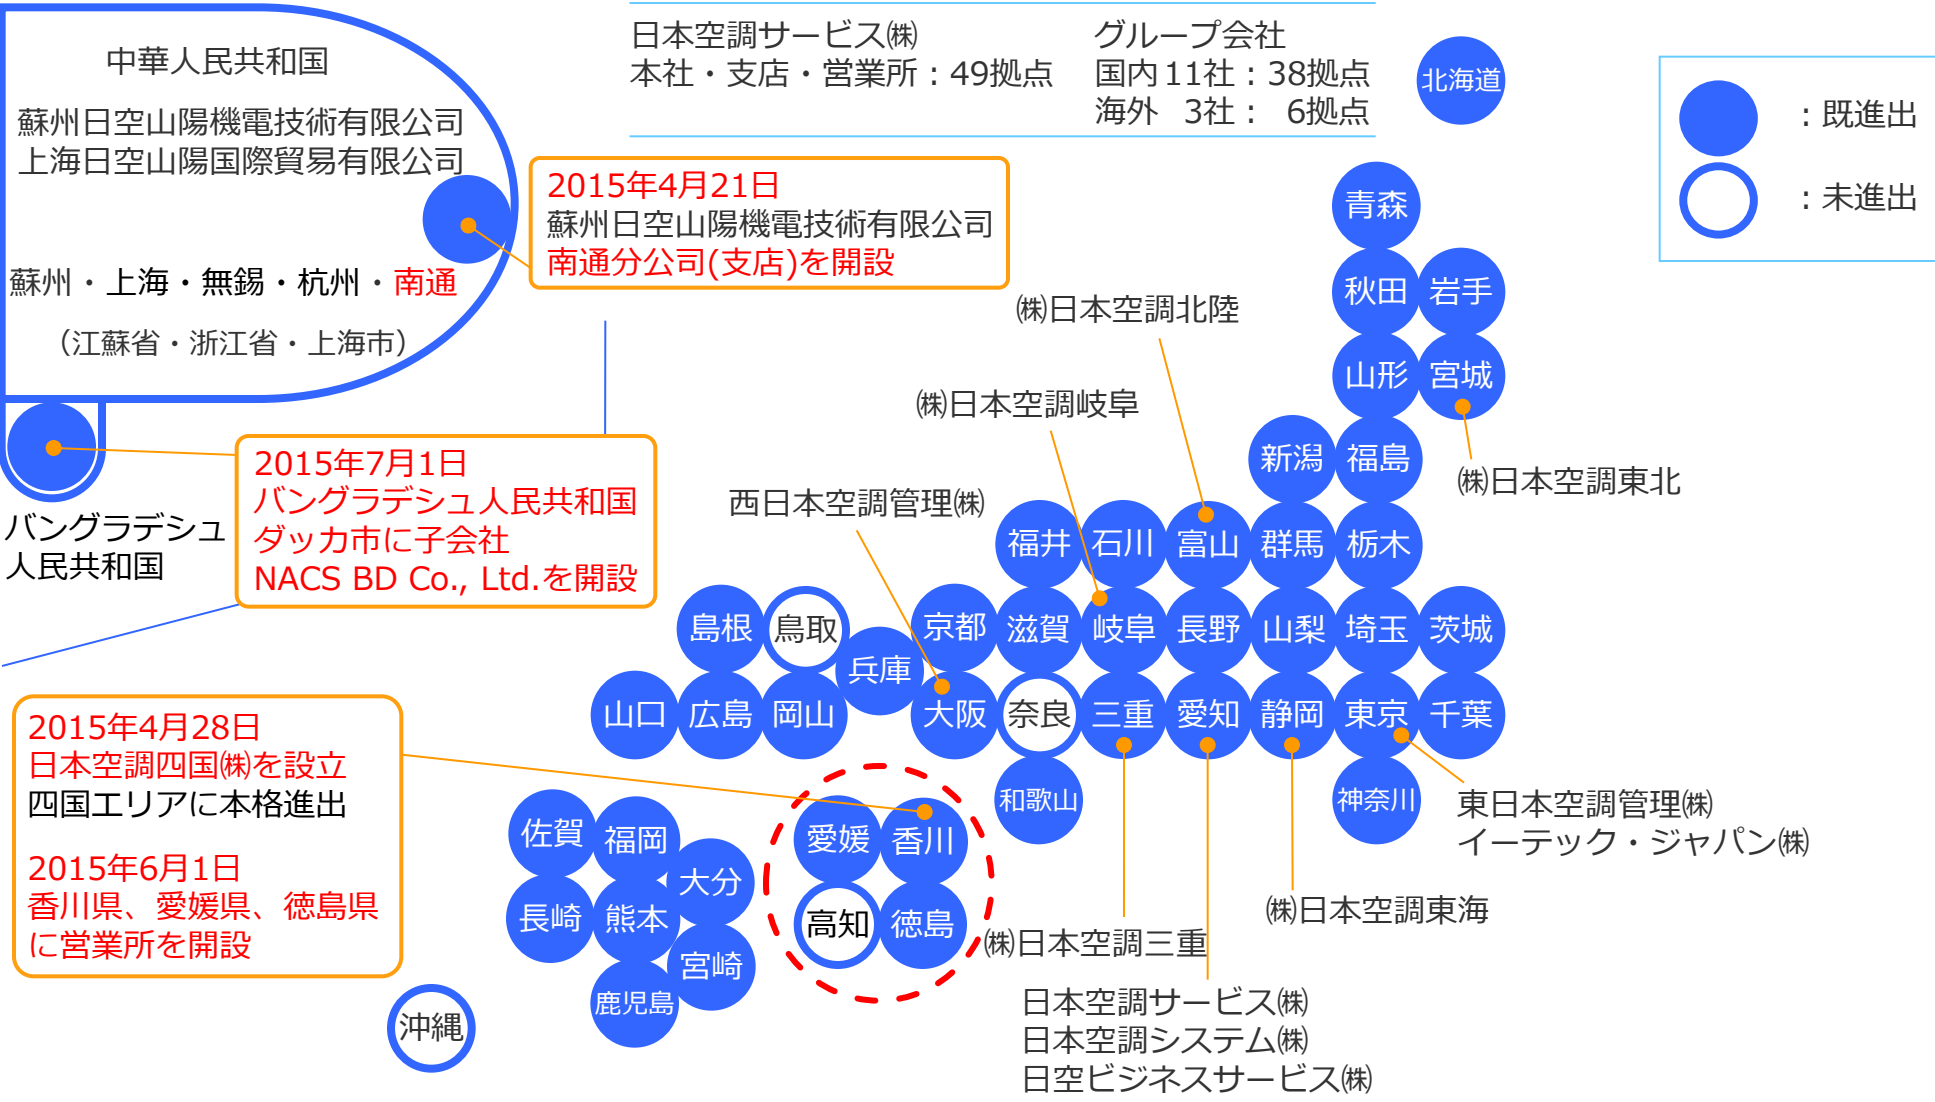 中華人民共和国
蘇州日空山陽機電技術有限公司
上海日空山陽国際貿易有限公司
蘇州・上海・無錫・杭州・南通
（江蘇省・浙江省・上海市）
日本空調サービス㈱
本社・支店・営業所：49拠点
グループ会社
国内11社：38拠点
海外 3社： 6拠点
：既進出
：未進出
2015年4月21日
蘇州日空山陽機電技術有限公司
南通分公司(支店)を開設
バングラデシュ
人民共和国
2015年7月1日
バングラデシュ人民共和国
ダッカ市に子会社
NACS BD Co., Ltd.を開設
2015年4月28日
日本空調四国㈱を設立
四国エリアに本格進出
2015年6月1日
香川県、愛媛県、徳島県
に営業所を開設
㈱日本空調北陸
㈱日本空調岐阜
西日本空調管理㈱
㈱日本空調東北
北海道
青森
秋田
岩手
山形
宮城
新潟
福島
福井
石川
富山
群馬
栃木
島根
鳥取
兵庫
京都
滋賀
岐阜
長野
山梨
埼玉
茨城
山口
広島
岡山
大阪
奈良
三重
愛知
静岡
東京
千葉
和歌山
神奈川
佐賀
福岡
大分
長崎
熊本
宮崎
鹿児島
愛媛
香川
高知
徳島
沖縄
東日本空調管理㈱
イーテック・ジャパン㈱
㈱日本空調東海
㈱日本空調三重
日本空調サービス㈱
日本空調システム㈱
日空ビジネスサービス㈱